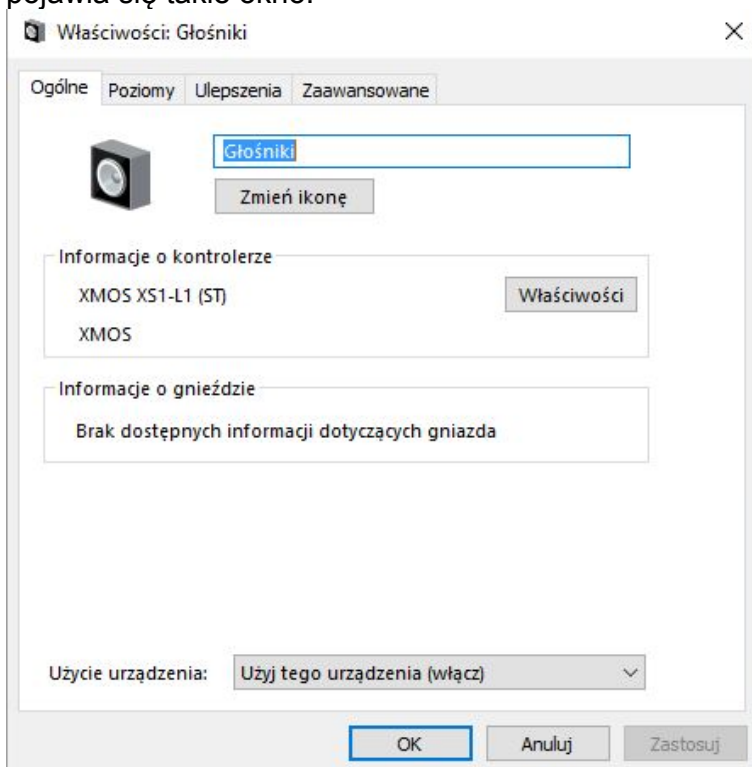 pojawia się takie okno:
Właściwości: Głośniki
Ogólne Poziomy Ulepszenia Zaawansowane
Głośniki
Zmień ikonę
Informacje o kontrolerze
XMOS XS1-L1 (ST)
Właściwości
XMOS
Informacje o gnieździe
Brak dostępnych informacji dotyczących gniazda
Użycie urządzenia: Użyj tego urządzenia (włącz)
OK Anuluj Zastosuj